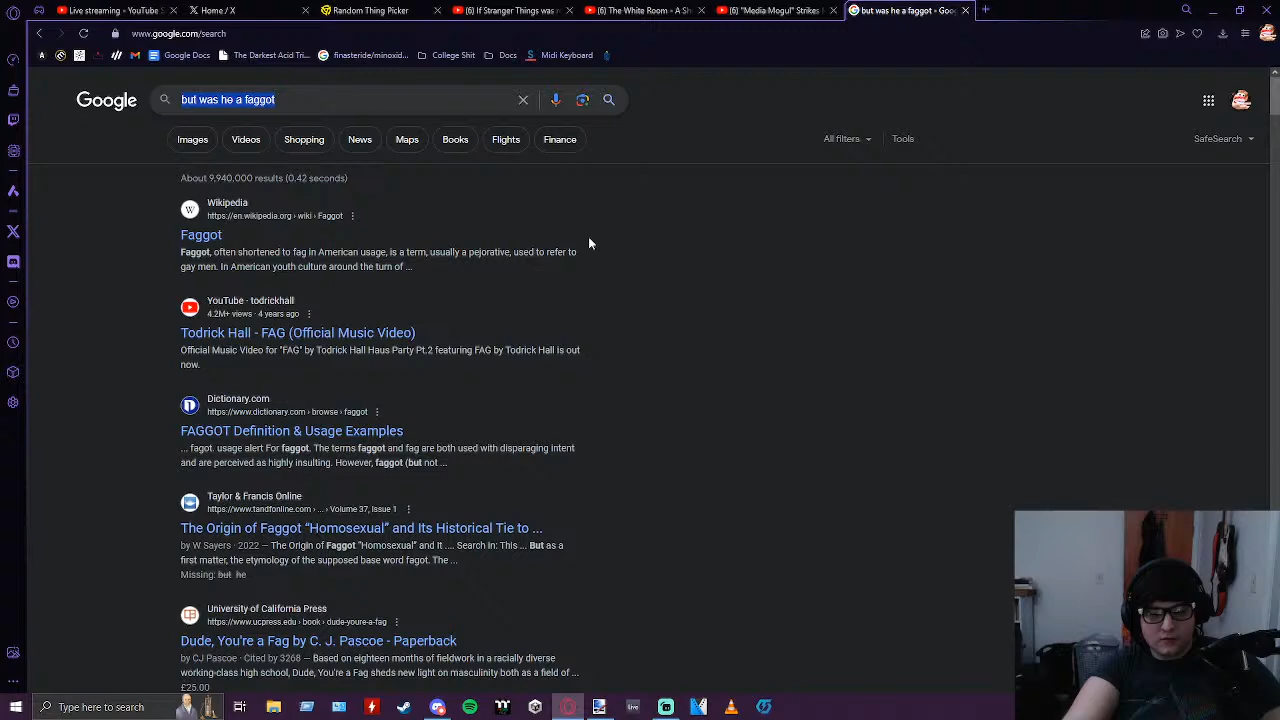 Live streaming - YouTube S
Home / X
Random Thing Picker
(6) If Stranger Things was r
(6) The White Room - A Sh
(6) "Media Mogul" Strikes
but was he a faggot - Goo
www.google.com/search
Google Docs
The Darkest Acid Tri...
finasteride/minoxid...
College Shit
Docs
Midi Keyboard
Google
but was he a faggot
Images
Videos
Shopping
News
Maps
Books
Flights
Finance
All filters
Tools
SafeSearch
About 9,940,000 results (0.42 seconds)
Wikipedia
https://en.wikipedia.org › wiki › Faggot
Faggot
Faggot, often shortened to fag in American usage, is a term, usually a pejorative, used to refer to
gay men. In American youth culture around the turn of ...
YouTube · todrickhall
4.2M+ views · 4 years ago
Todrick Hall - FAG (Official Music Video)
Official Music Video for "FAG" by Todrick Hall Haus Party Pt.2 featuring FAG by Todrick Hall is out
now.
Dictionary.com
https://www.dictionary.com › browse › faggot
FAGGOT Definition & Usage Examples
... fagot. usage alert For faggot. The terms faggot and fag are both used with disparaging intent
and are perceived as highly insulting. However, faggot (but not ...
Taylor & Francis Online
https://www.tandfonline.com › ... › Volume 37, Issue 1
The Origin of Faggot “Homosexual” and Its Historical Tie to ...
by W Sayers · 2022 — The Origin of Faggot “Homosexual” and It .... Search In: This ... But as a
first matter, the etymology of the supposed base word fagot. The ...
Missing: but he
University of California Press
https://www.ucpress.edu › book › dude-youre-a-fag
Dude, You're a Fag by C. J. Pascoe - Paperback
by CJ Pascoe · Cited by 3268 — Based on eighteen months of fieldwork in a racially diverse
working-class high school, Dude, You're a Fag sheds new light on masculinity both as a field of ...
£25.00
Type here to search
live